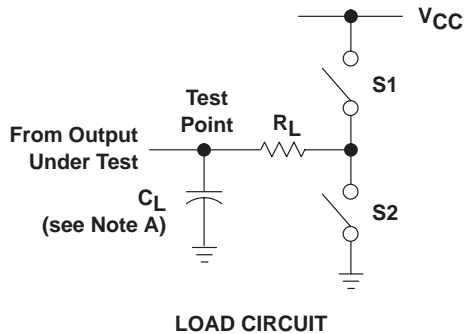 VCC
S1
Test
Point
RL
From Output
Under Test
CL
(see Note A)
S2
LOAD CIRCUIT